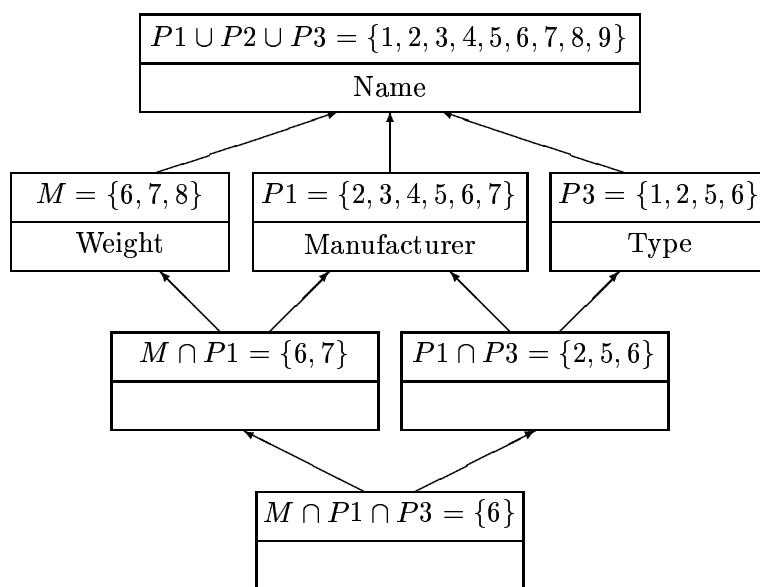 P1 ∪ P2 ∪ P3 = {1, 2, 3, 4, 5, 6, 7, 8, 9}
Name
M = {6, 7, 8}
Weight
P1 = {2, 3, 4, 5, 6, 7}
Manufacturer
P3 = {1, 2, 5, 6}
Type
M ∩ P1 = {6, 7}
P1 ∩ P3 = {2, 5, 6}
M ∩ P1 ∩ P3 = {6}